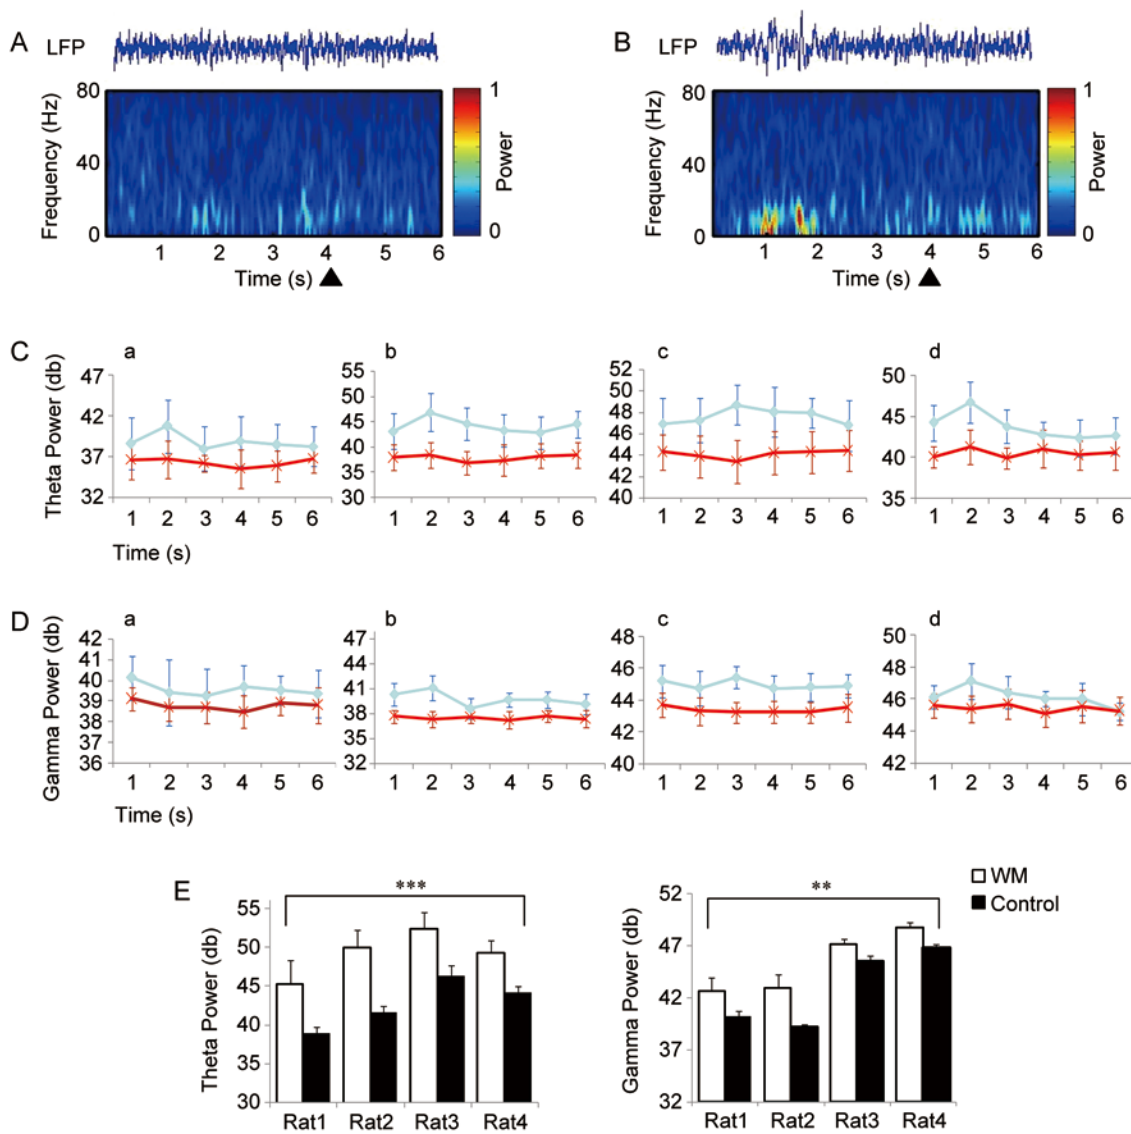 A
LFP
80
40
0
Frequency (Hz)
1 2 3 4 5 6
Time (s)
1
0
Power
B
LFP
80
40
0
Frequency (Hz)
1 2 3 4 5 6
Time (s)
1
0
Power
C
Theta Power (db)
a
47
42
37
32
1 2 3 4 5 6
Time (s)
b
55
50
45
40
35
30
1 2 3 4 5 6
c
52
50
48
46
44
42
40
1 2 3 4 5 6
d
50
45
40
35
1 2 3 4 5 6
D
Gamma Power (db)
a
42
41
40
39
38
37
36
1 2 3 4 5 6
Time (s)
b
47
44
41
38
35
32
1 2 3 4 5 6
c
48
46
44
42
40
1 2 3 4 5 6
d
50
48
46
44
42
1 2 3 4 5 6
E
Theta Power (db)
55
50
45
40
35
30
***
Rat1 Rat2 Rat3 Rat4
Gamma Power (db)
52
47
42
37
32
**
Rat1 Rat2 Rat3 Rat4
WM
Control